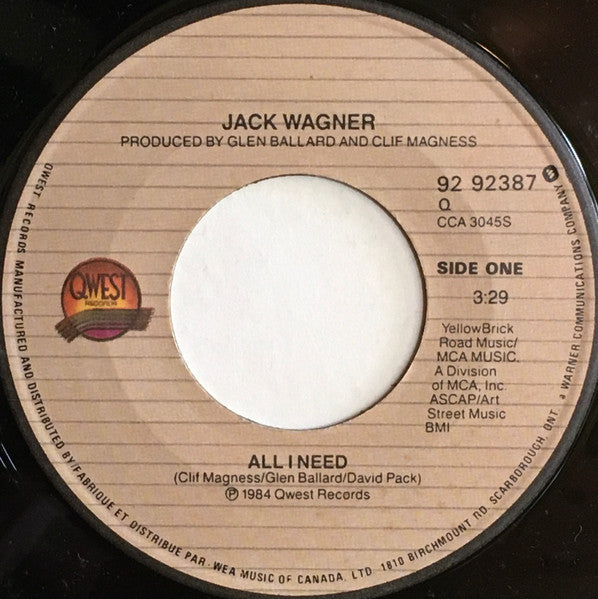 JACK WAGNER
PRODUCED BY GLEN BALLARD AND CLIF MAGNESS
92 92387
Q
CCA 3045S
SIDE ONE
3:29
YellowBrick
Road Music/
MCA MUSIC.
A Division
of MCA, Inc.
ASCAP/Art
Street Music
BMI
QWEST
RECORDS
ALL I NEED
(Clif Magness/Glen Ballard/David Pack)
℗ 1984 Qwest Records
QWEST RECORDS MANUFACTURED AND DISTRIBUTED BY/FABRIQUE ET DISTRIBUE PAR WEA MUSIC OF CANADA, LTD. 1810 BIRCHMOUNT RD. SCARBOROUGH, ONT. a WARNER COMMUNICATIONS COMPANY